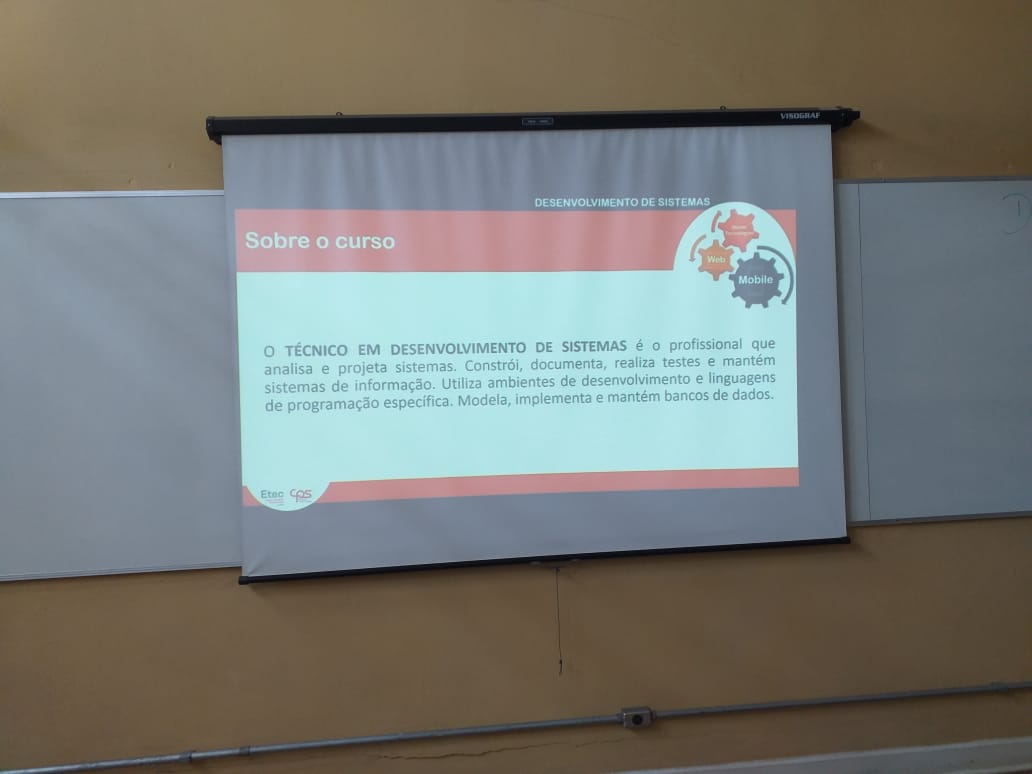 VISOGRAF
DESENVOLVIMENTO DE SISTEMAS
Sobre o curso
Web
Mobile
O TÉCNICO EM DESENVOLVIMENTO DE SISTEMAS é o profissional que
analisa e projeta sistemas. Constrói, documenta, realiza testes e mantém
sistemas de informação. Utiliza ambientes de desenvolvimento e linguagens
de programação específica. Modela, implementa e mantém bancos de dados.
Etec
cps